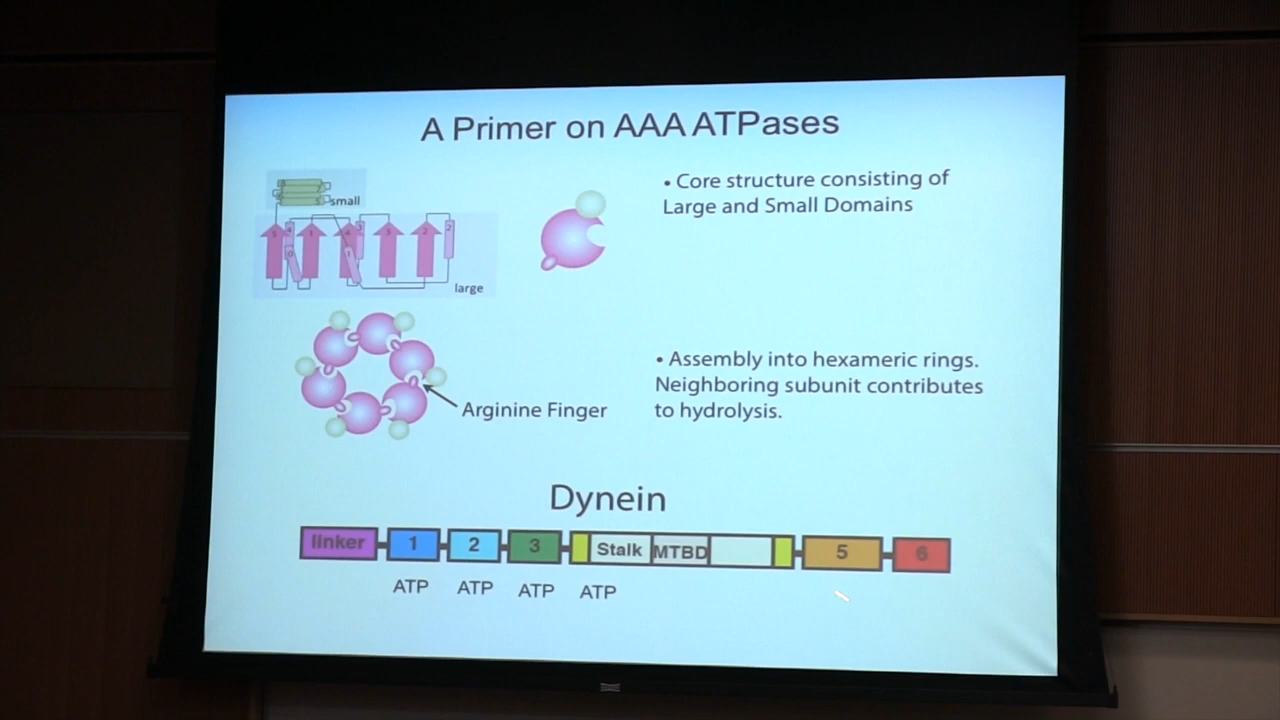 A Primer on AAA ATPases
small
large
• Core structure consisting of
Large and Small Domains
Arginine Finger
• Assembly into hexameric rings.
Neighboring subunit contributes
to hydrolysis.
Dynein
linker 1 2 3 Stalk MTBD 5 6
ATP ATP ATP ATP